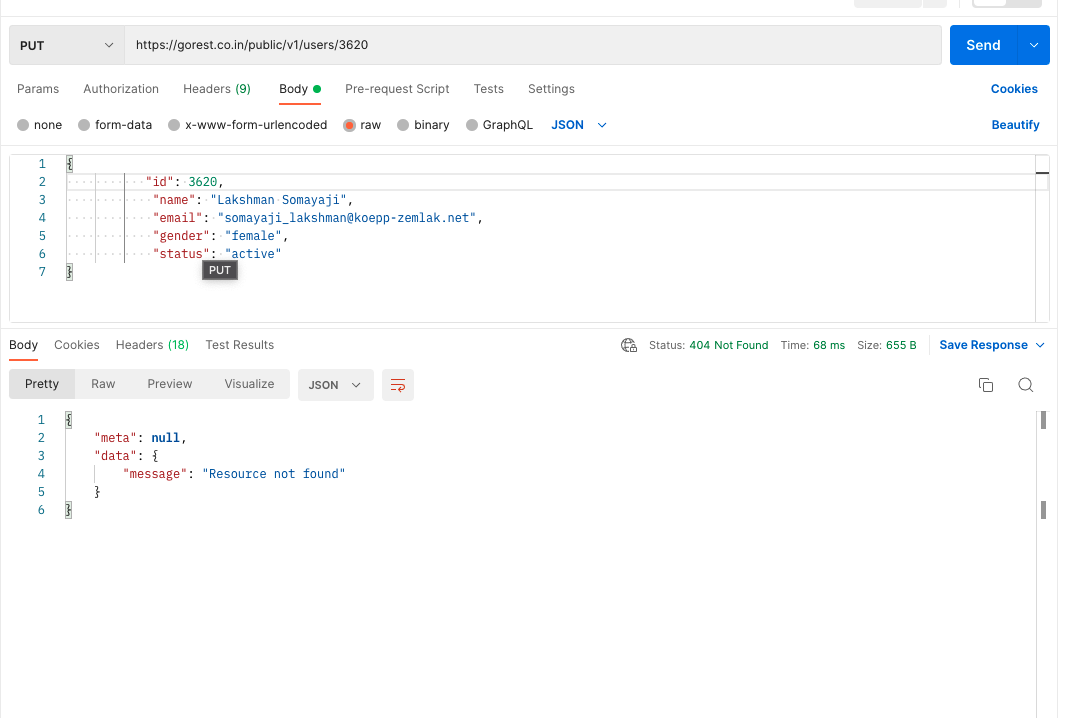 PUT https://gorest.co.in/public/v1/users/3620 Send
Params Authorization Headers (9) Body Pre-request Script Tests Settings Cookies
none form-data x-www-form-urlencoded raw binary GraphQL JSON Beautify
1 {
2 "id": 3620,
3 "name": "Lakshman Somayaji",
4 "email": "somayaji_lakshman@koepp-zemlak.net",
5 "gender": "female",
6 "status": "active"
7 }
PUT
Body Cookies Headers (18) Test Results Status: 404 Not Found Time: 68 ms Size: 655 B Save Response
Pretty Raw Preview Visualize JSON
1 {
2 "meta": null,
3 "data": {
4 "message": "Resource not found"
5 }
6 }